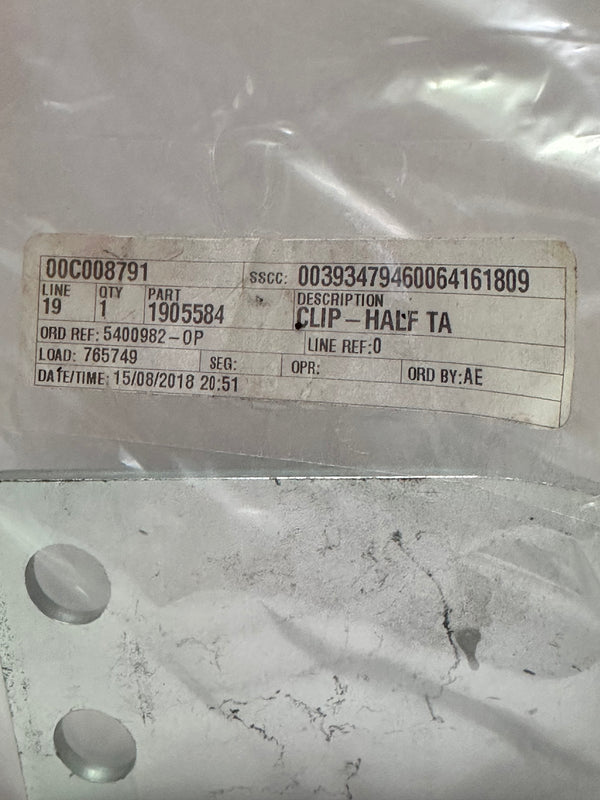 00C008791 SSCC: 00393479460064161809
LINE QTY PART DESCRIPTION
19 1 1905584 CLIP-HALF TA
ORD REF: 5400982-OP LINE REF:0
LOAD: 765749 SEG: OPR: ORD BY:AE
DATE/TIME: 15/08/2018 20:51